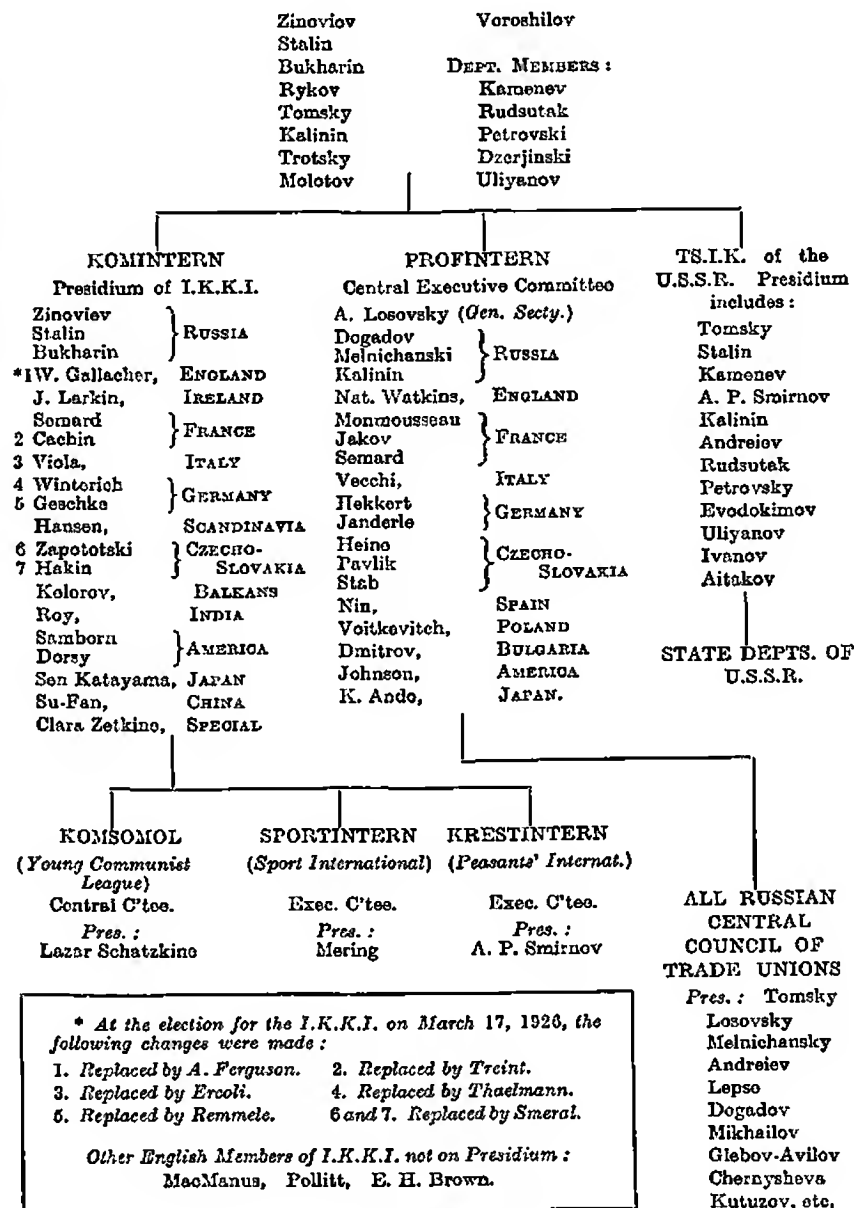 Zinoviov
Stalin
Bukharin
Rykov
Tomsky
Kalinin
Trotsky
Molotov
Voroshilov
DEPT. MEMBERS :
Kamenev
Rudsutak
Petrovski
Dzerjinski
Uliyanov
KOMINTERN
Presidium of I.K.K.I.
Zinoviev
Stalin
Bukharin
} RUSSIA
*1 W. Gallacher, ENGLAND
J. Larkin, IRELAND
Semard
2 Cachin
} FRANCE
3 Viola, ITALY
4 Winterich
5 Geschke
} GERMANY
Hansen, SCANDINAVIA
6 Zapototski
7 Hakin
} CZECHO-
SLOVAKIA
Kolorov, BALKANS
Roy, INDIA
Samborn
Dorsy
} AMERICA
Sen Katayama, JAPAN
Su-Fan, CHINA
Clara Zetkine, SPECIAL
PROFINTERN
Central Executive Committee
A. Losovsky (Gen. Secty.)
Dogadov
Melnichanski
Kalinin
} RUSSIA
Nat. Watkins, ENGLAND
Monmousseau
Jakov
Semard
} FRANCE
Vecchi, ITALY
Hekkert
Janderle
} GERMANY
Heino
Pavlik
Stab
} CZECHO-
SLOVAKIA
Nin, SPAIN
Voitkevitch, POLAND
Dmitrov, BULGARIA
Johnson, AMERICA
K. Ando, JAPAN.
TS.I.K. of the
U.S.S.R. Presidium
includes :
Tomsky
Stalin
Kamenev
A. P. Smirnov
Kalinin
Andreiev
Rudsutak
Petrovsky
Evodokimov
Uliyanov
Ivanov
Aitakov
STATE DEPTS. OF
U.S.S.R.
KOMSOMOL
(Young Communist
League)
Central C'tee.
Pres. :
Lazar Schatzkine
SPORTINTERN
(Sport International)
Exec. C'tee.
Pres. :
Mering
KRESTINTERN
(Peasants' Internat.)
Exec. C'tee.
Pres. :
A. P. Smirnov
ALL RUSSIAN
CENTRAL
COUNCIL OF
TRADE UNIONS
Pres. : Tomsky
Losovsky
Melnichansky
Andreiev
Lepse
Dogadov
Mikhailov
Glebov-Avilov
Chernysheva
Kutuzov, etc.
* At the election for the I.K.K.I. on March 17, 1926, the
following changes were made :
1. Replaced by A. Ferguson. 2. Replaced by Treint.
3. Replaced by Ercoli. 4. Replaced by Thaelmann.
5. Replaced by Remmele. 6 and 7. Replaced by Smeral.
Other English Members of I.K.K.I. not on Presidium :
MacManus, Pollitt, E. H. Brown.